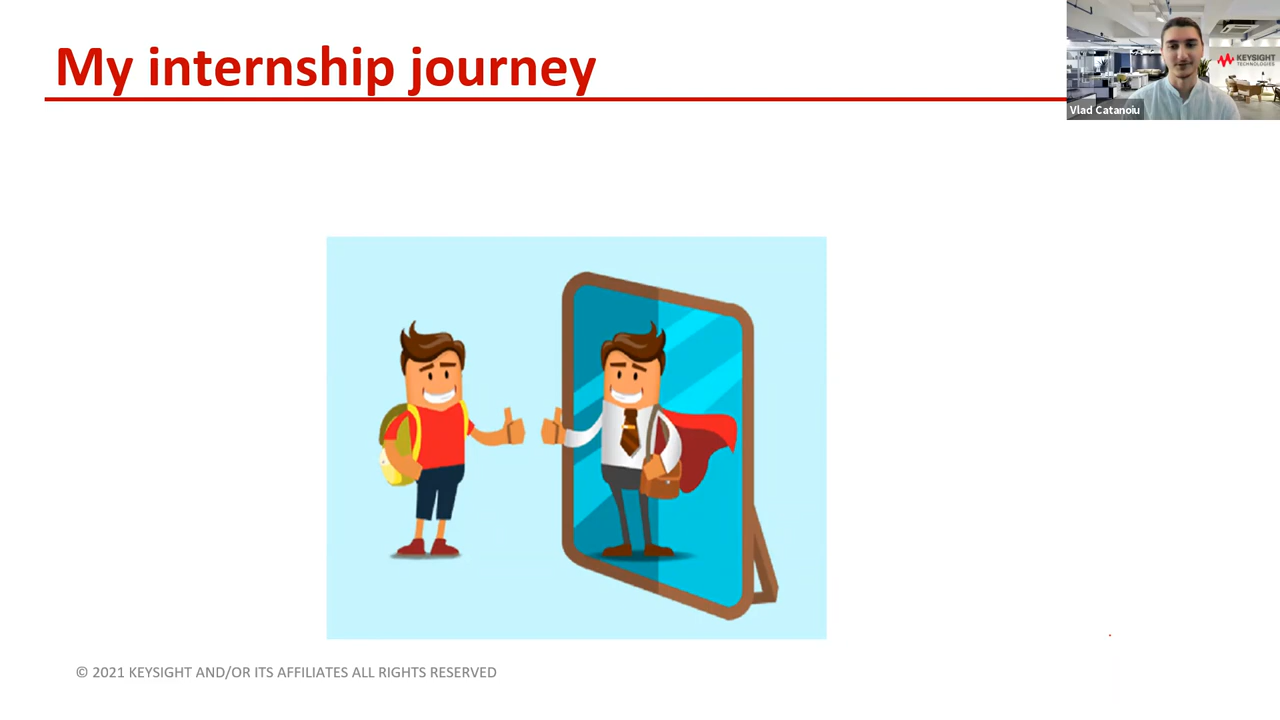 My internship journey
KEYSIGHT
TECHNOLOGIES
Vlad Catanoiu
© 2021 KEYSIGHT AND/OR ITS AFFILIATES ALL RIGHTS RESERVED